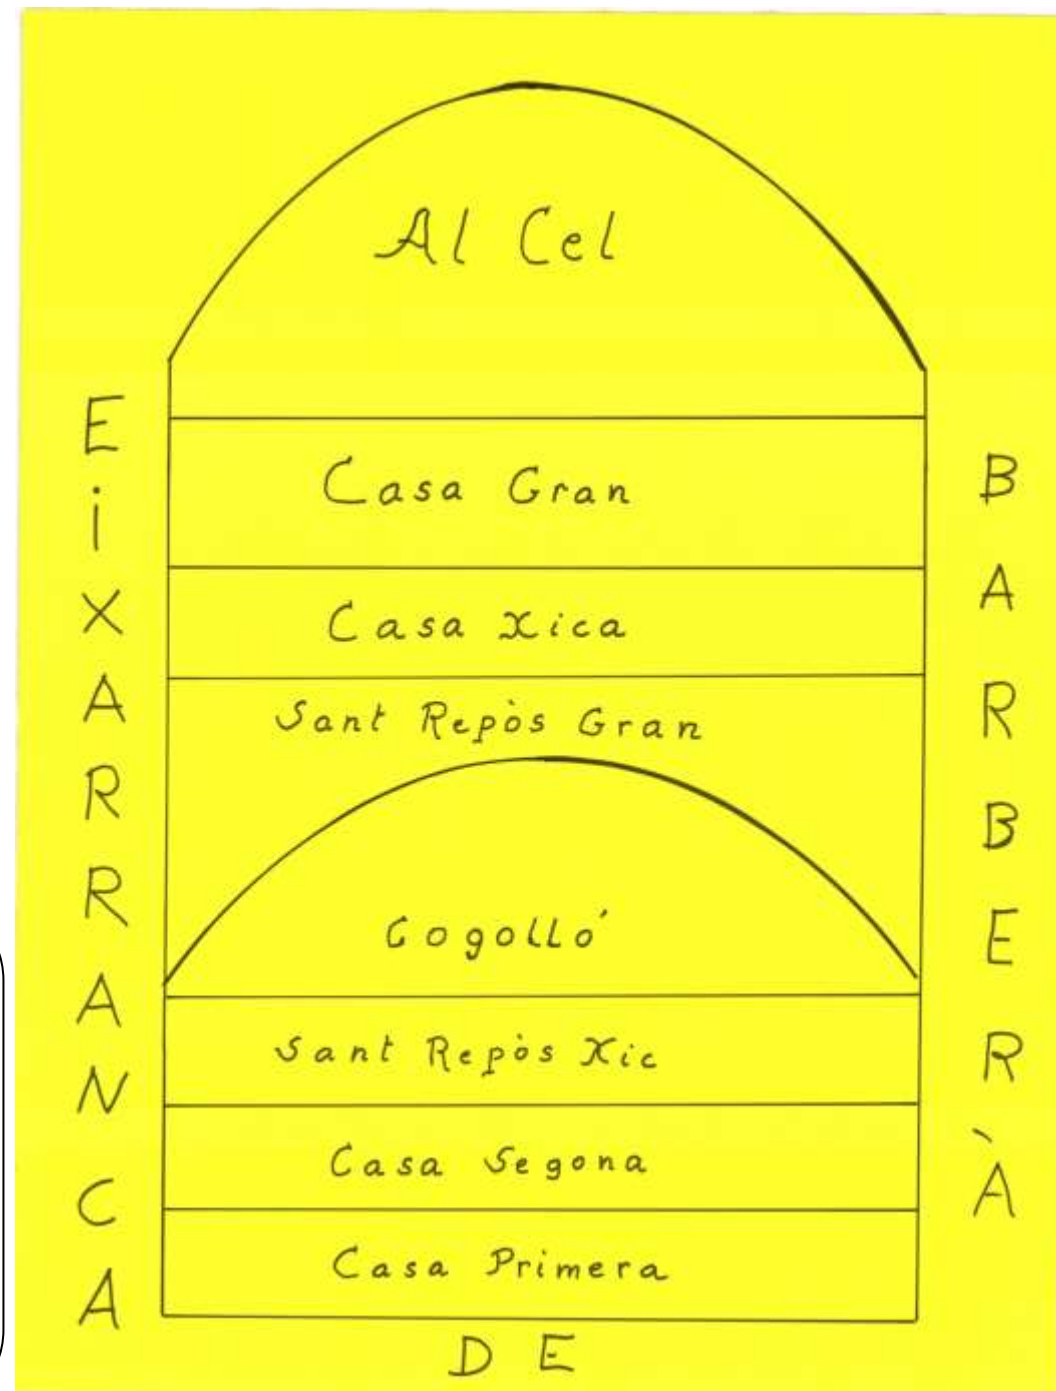 Al Cel
Casa Gran
Casa Xica
Sant Repòs Gran
Gogolló
Sant Repòs Xic
Casa Segona
Casa Primera
EiXARRANCA
DE
BARBERÀ